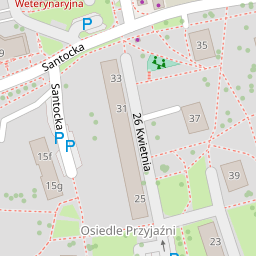 Weterynaryjna
P
Santocka
35
33
31
26 Kwietnia
37
Santocka
P
P
15f
15g
39
25
Osiedle Przyjaźni
23
P